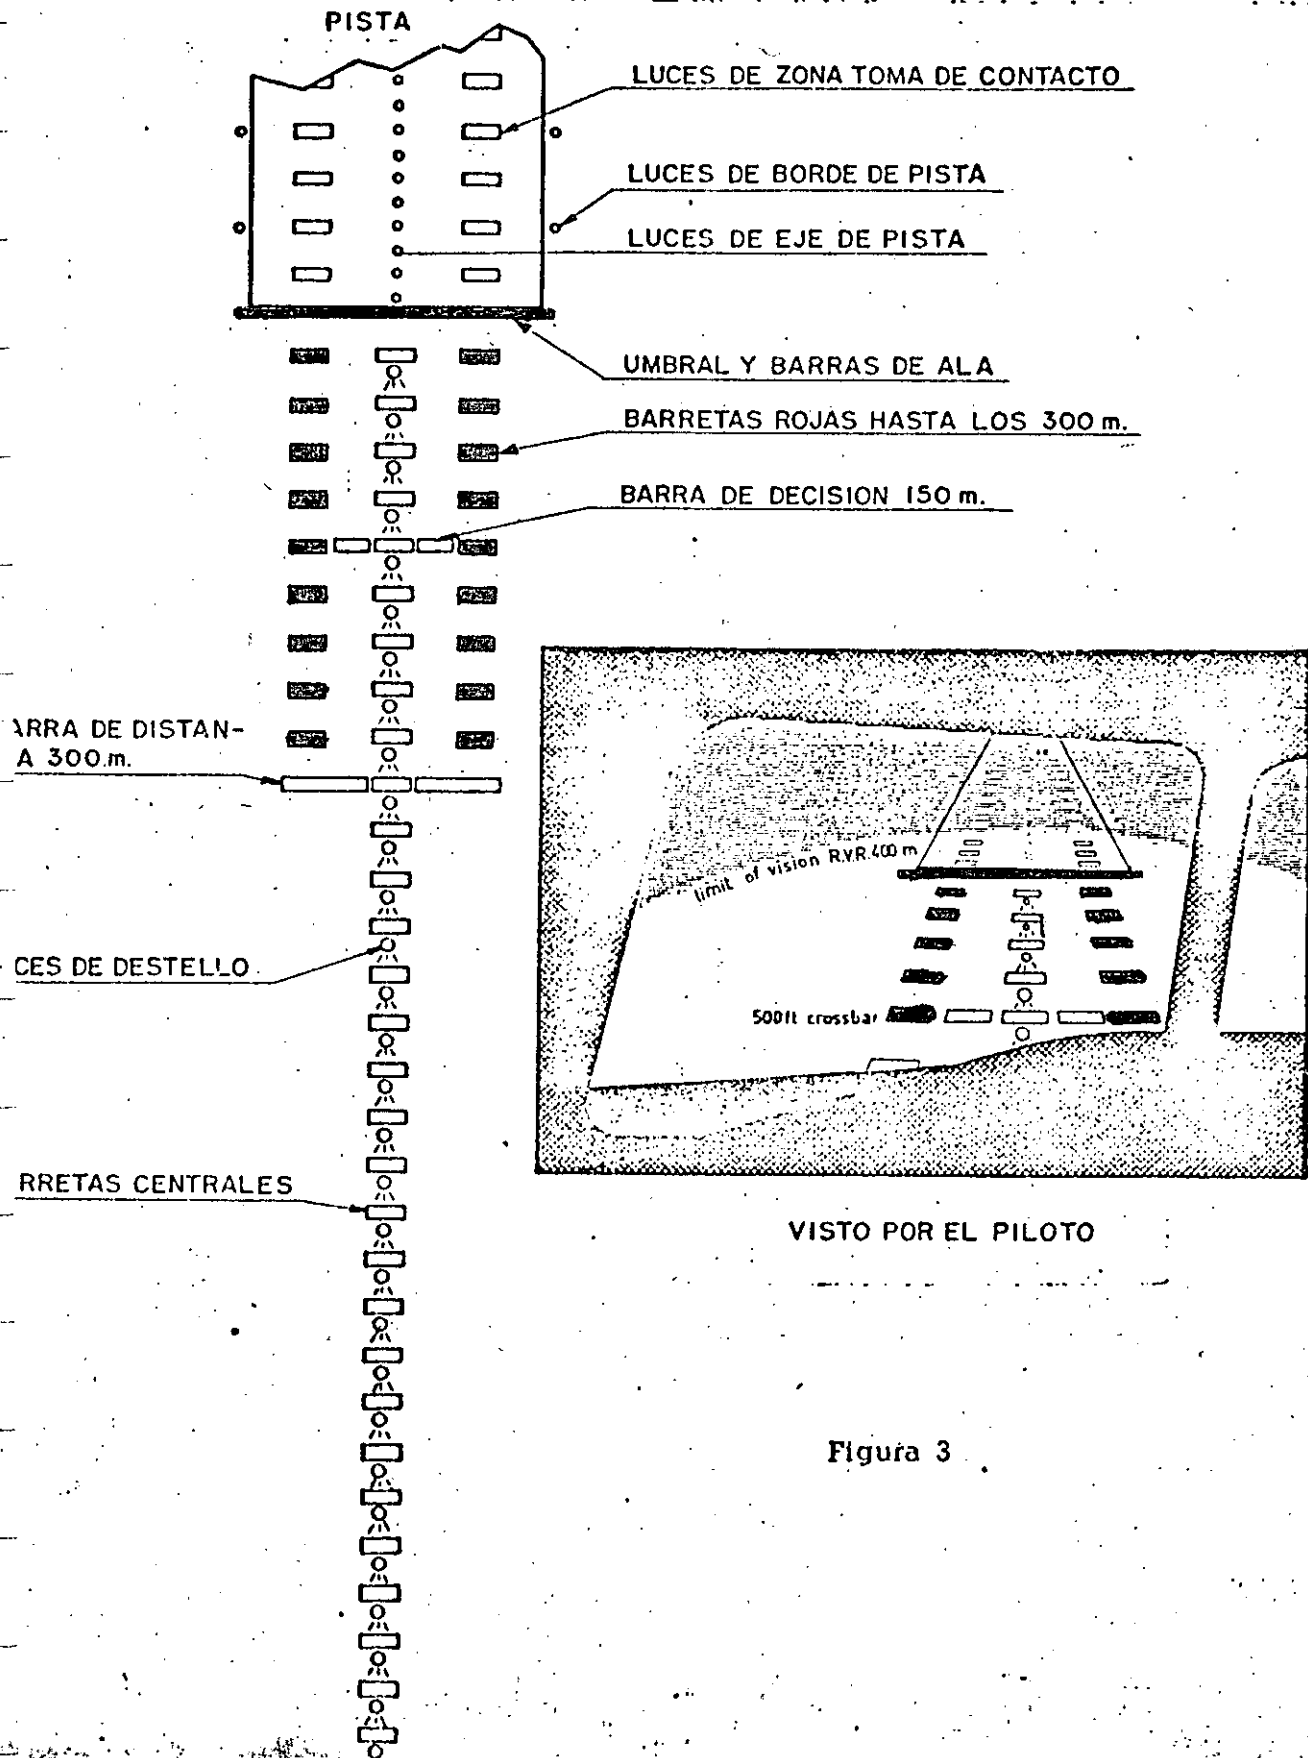 PISTA
LUCES DE ZONA TOMA DE CONTACTO
LUCES DE BORDE DE PISTA
LUCES DE EJE DE PISTA
UMBRAL Y BARRAS DE ALA
BARRETAS ROJAS HASTA LOS 300 m.
BARRA DE DECISION 150 m.
ARRA DE DISTAN-
A 300 m.
CES DE DESTELLO
RRETAS CENTRALES
limit of vision R.V.R. 400 m
500ft crossbar
VISTO POR EL PILOTO
Figura 3